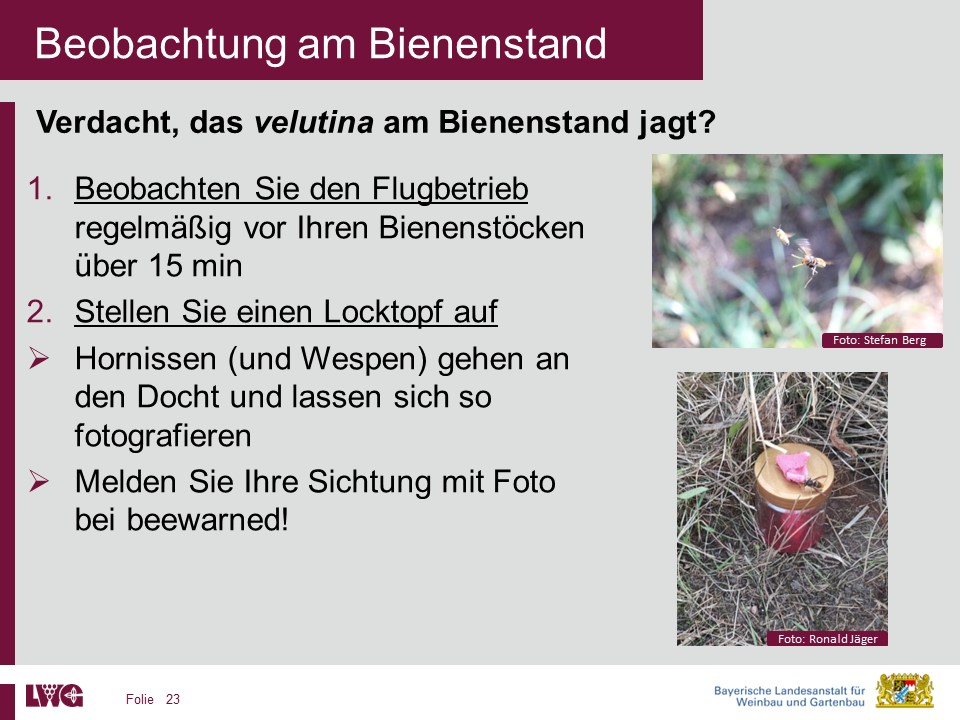 Beobachtung am Bienenstand
Verdacht, das velutina am Bienenstand jagt?
1. Beobachten Sie den Flugbetrieb
regelmäßig vor Ihren Bienenstöcken
über 15 min
2. Stellen Sie einen Locktopf auf
➢ Hornissen (und Wespen) gehen an
den Docht und lassen sich so
fotografieren
➢ Melden Sie Ihre Sichtung mit Foto
bei beewarned!
Foto: Stefan Berg
Foto: Ronald Jäger
LWG
Folie 23
Bayerische Landesanstalt für
Weinbau und Gartenbau